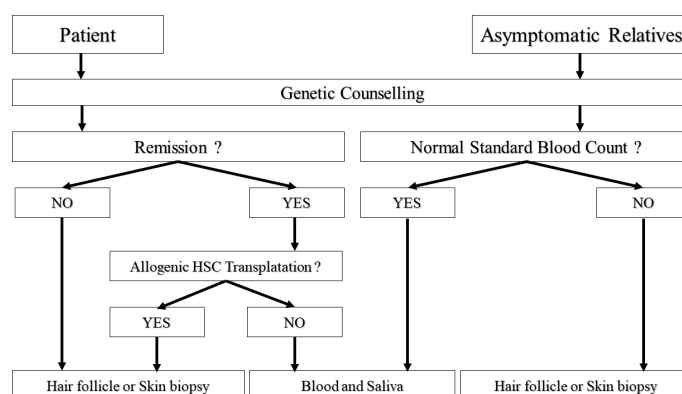 Patient
Asymptomatic Relatives
Genetic Counselling
Remission ?
Normal Standard Blood Count ?
NO
YES
YES
NO
Allogenic HSC Transplatation ?
YES
NO
Hair follicle or Skin biopsy
Blood and Saliva
Hair follicle or Skin biopsy